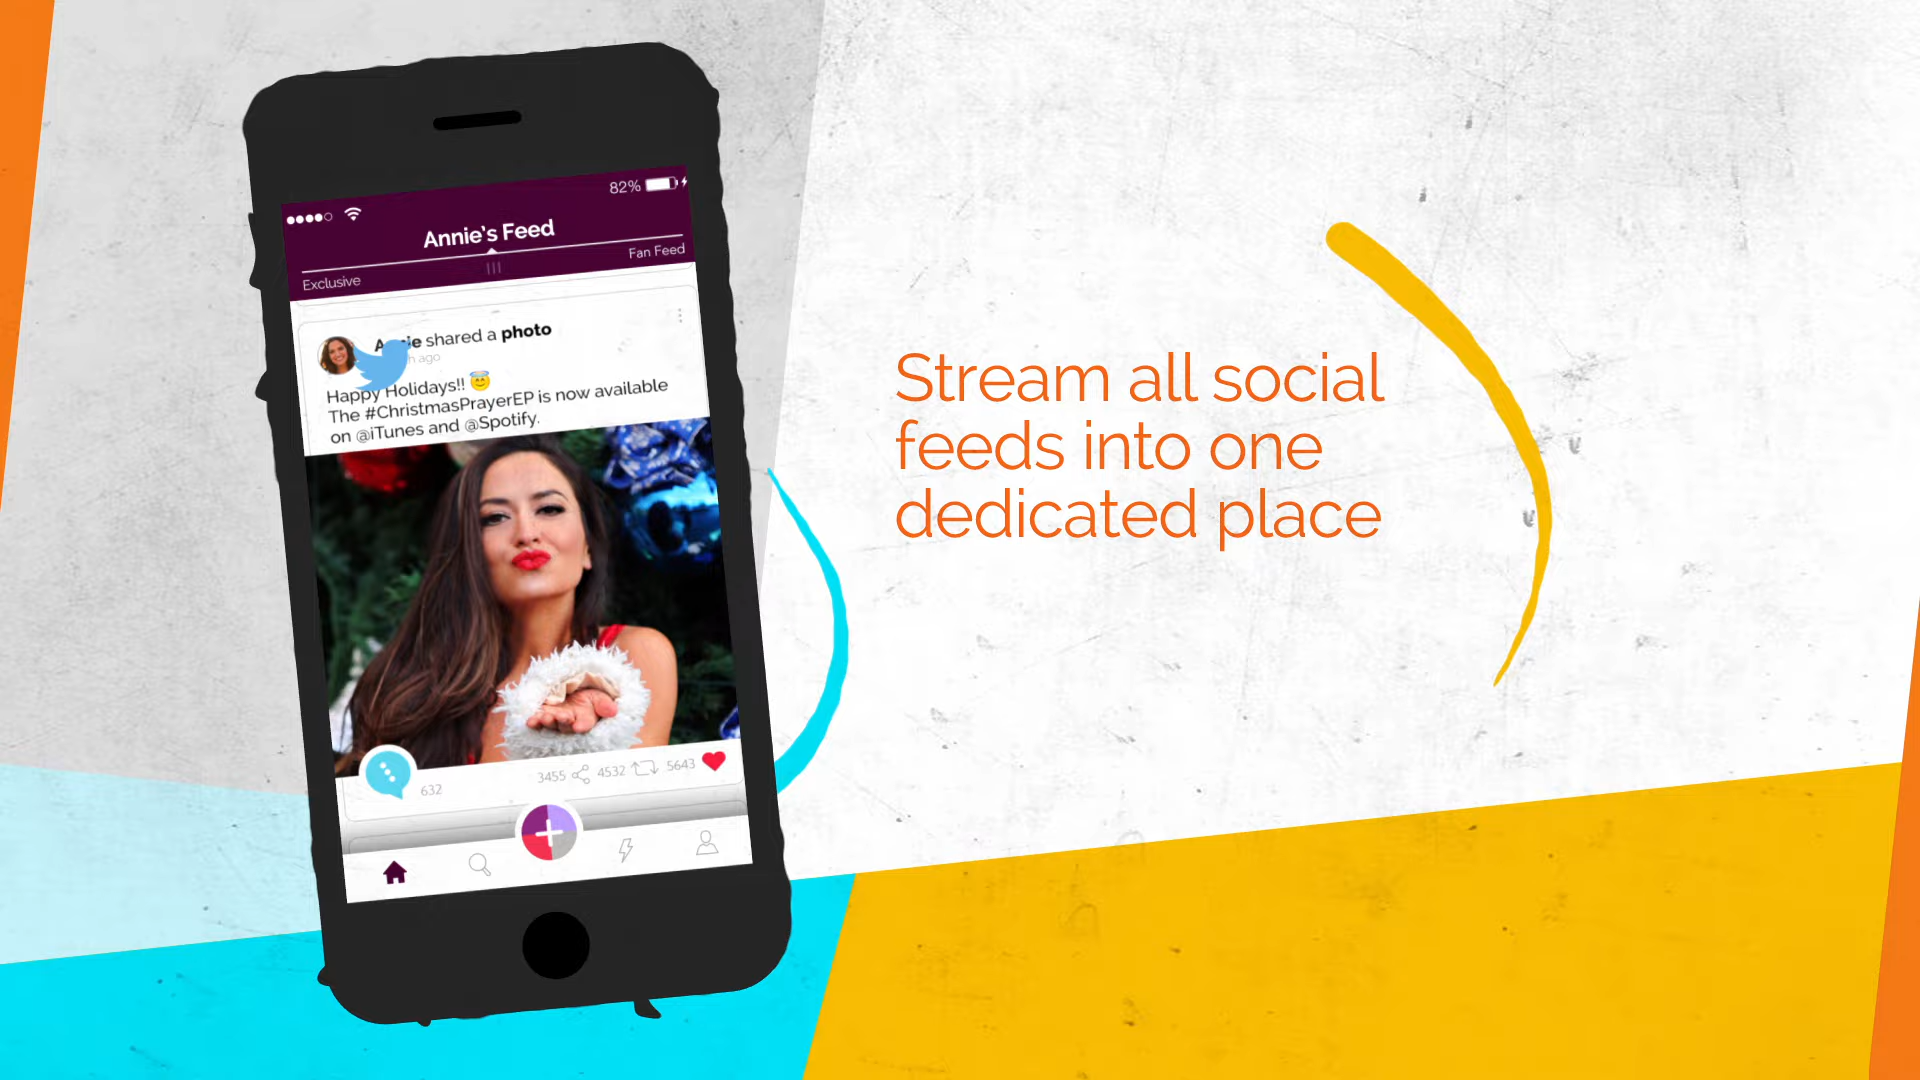 82%
Annie's Feed
Exclusive
Fan Feed
shared a photo
ago
Happy Holidays!!
The #ChristmasPrayerEP is now available
on @iTunes and @Spotify.
632
3455 4532 5643
Stream all social
feeds into one
dedicated place